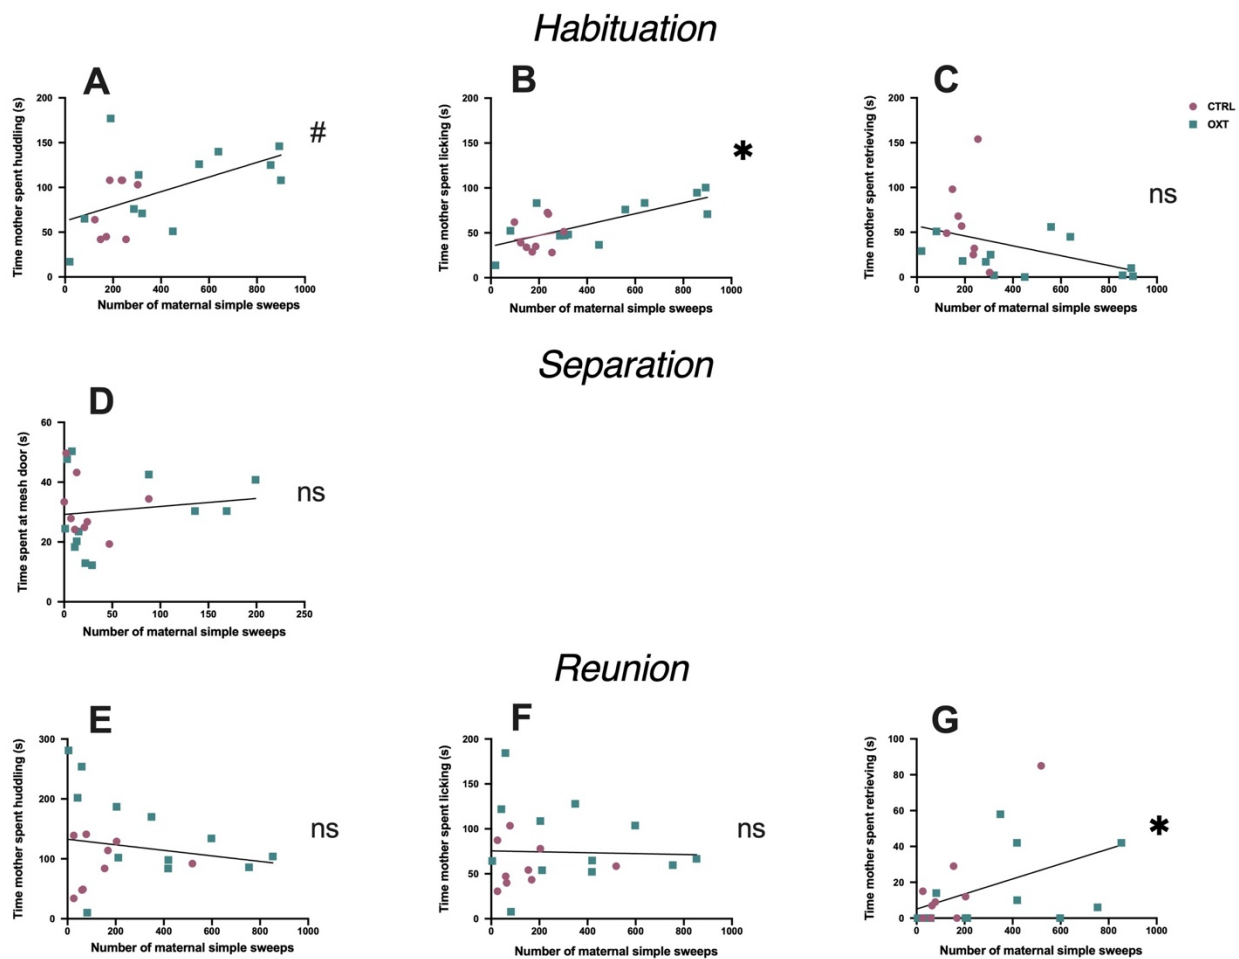 Habituation
A
B
C
200
150
100
50
0
0 200 400 600 800 1000
Time mother spent huddling (s)
Number of maternal simple sweeps
#
200
150
100
50
0
0 200 400 600 800 1000
Time mother spent licking (s)
Number of maternal simple sweeps
*
200
150
100
50
0
0 200 400 600 800 1000
Time mother spent retrieving (s)
Number of maternal simple sweeps
ns
CTRL
OXT
Separation
D
60
40
20
0
0 50 100 150 200 250
Time spent at mesh door (s)
Number of maternal simple sweeps
ns
Reunion
E
300
200
100
0
0 200 400 600 800 1000
Time mother spent huddling (s)
Number of maternal simple sweeps
ns
F
200
150
100
50
0
0 200 400 600 800 1000
Time mother spent licking (s)
Number of maternal simple sweeps
ns
G
100
80
60
40
20
0
0 200 400 600 800 1000
Time mother spent retrieving (s)
Number of maternal simple sweeps
*